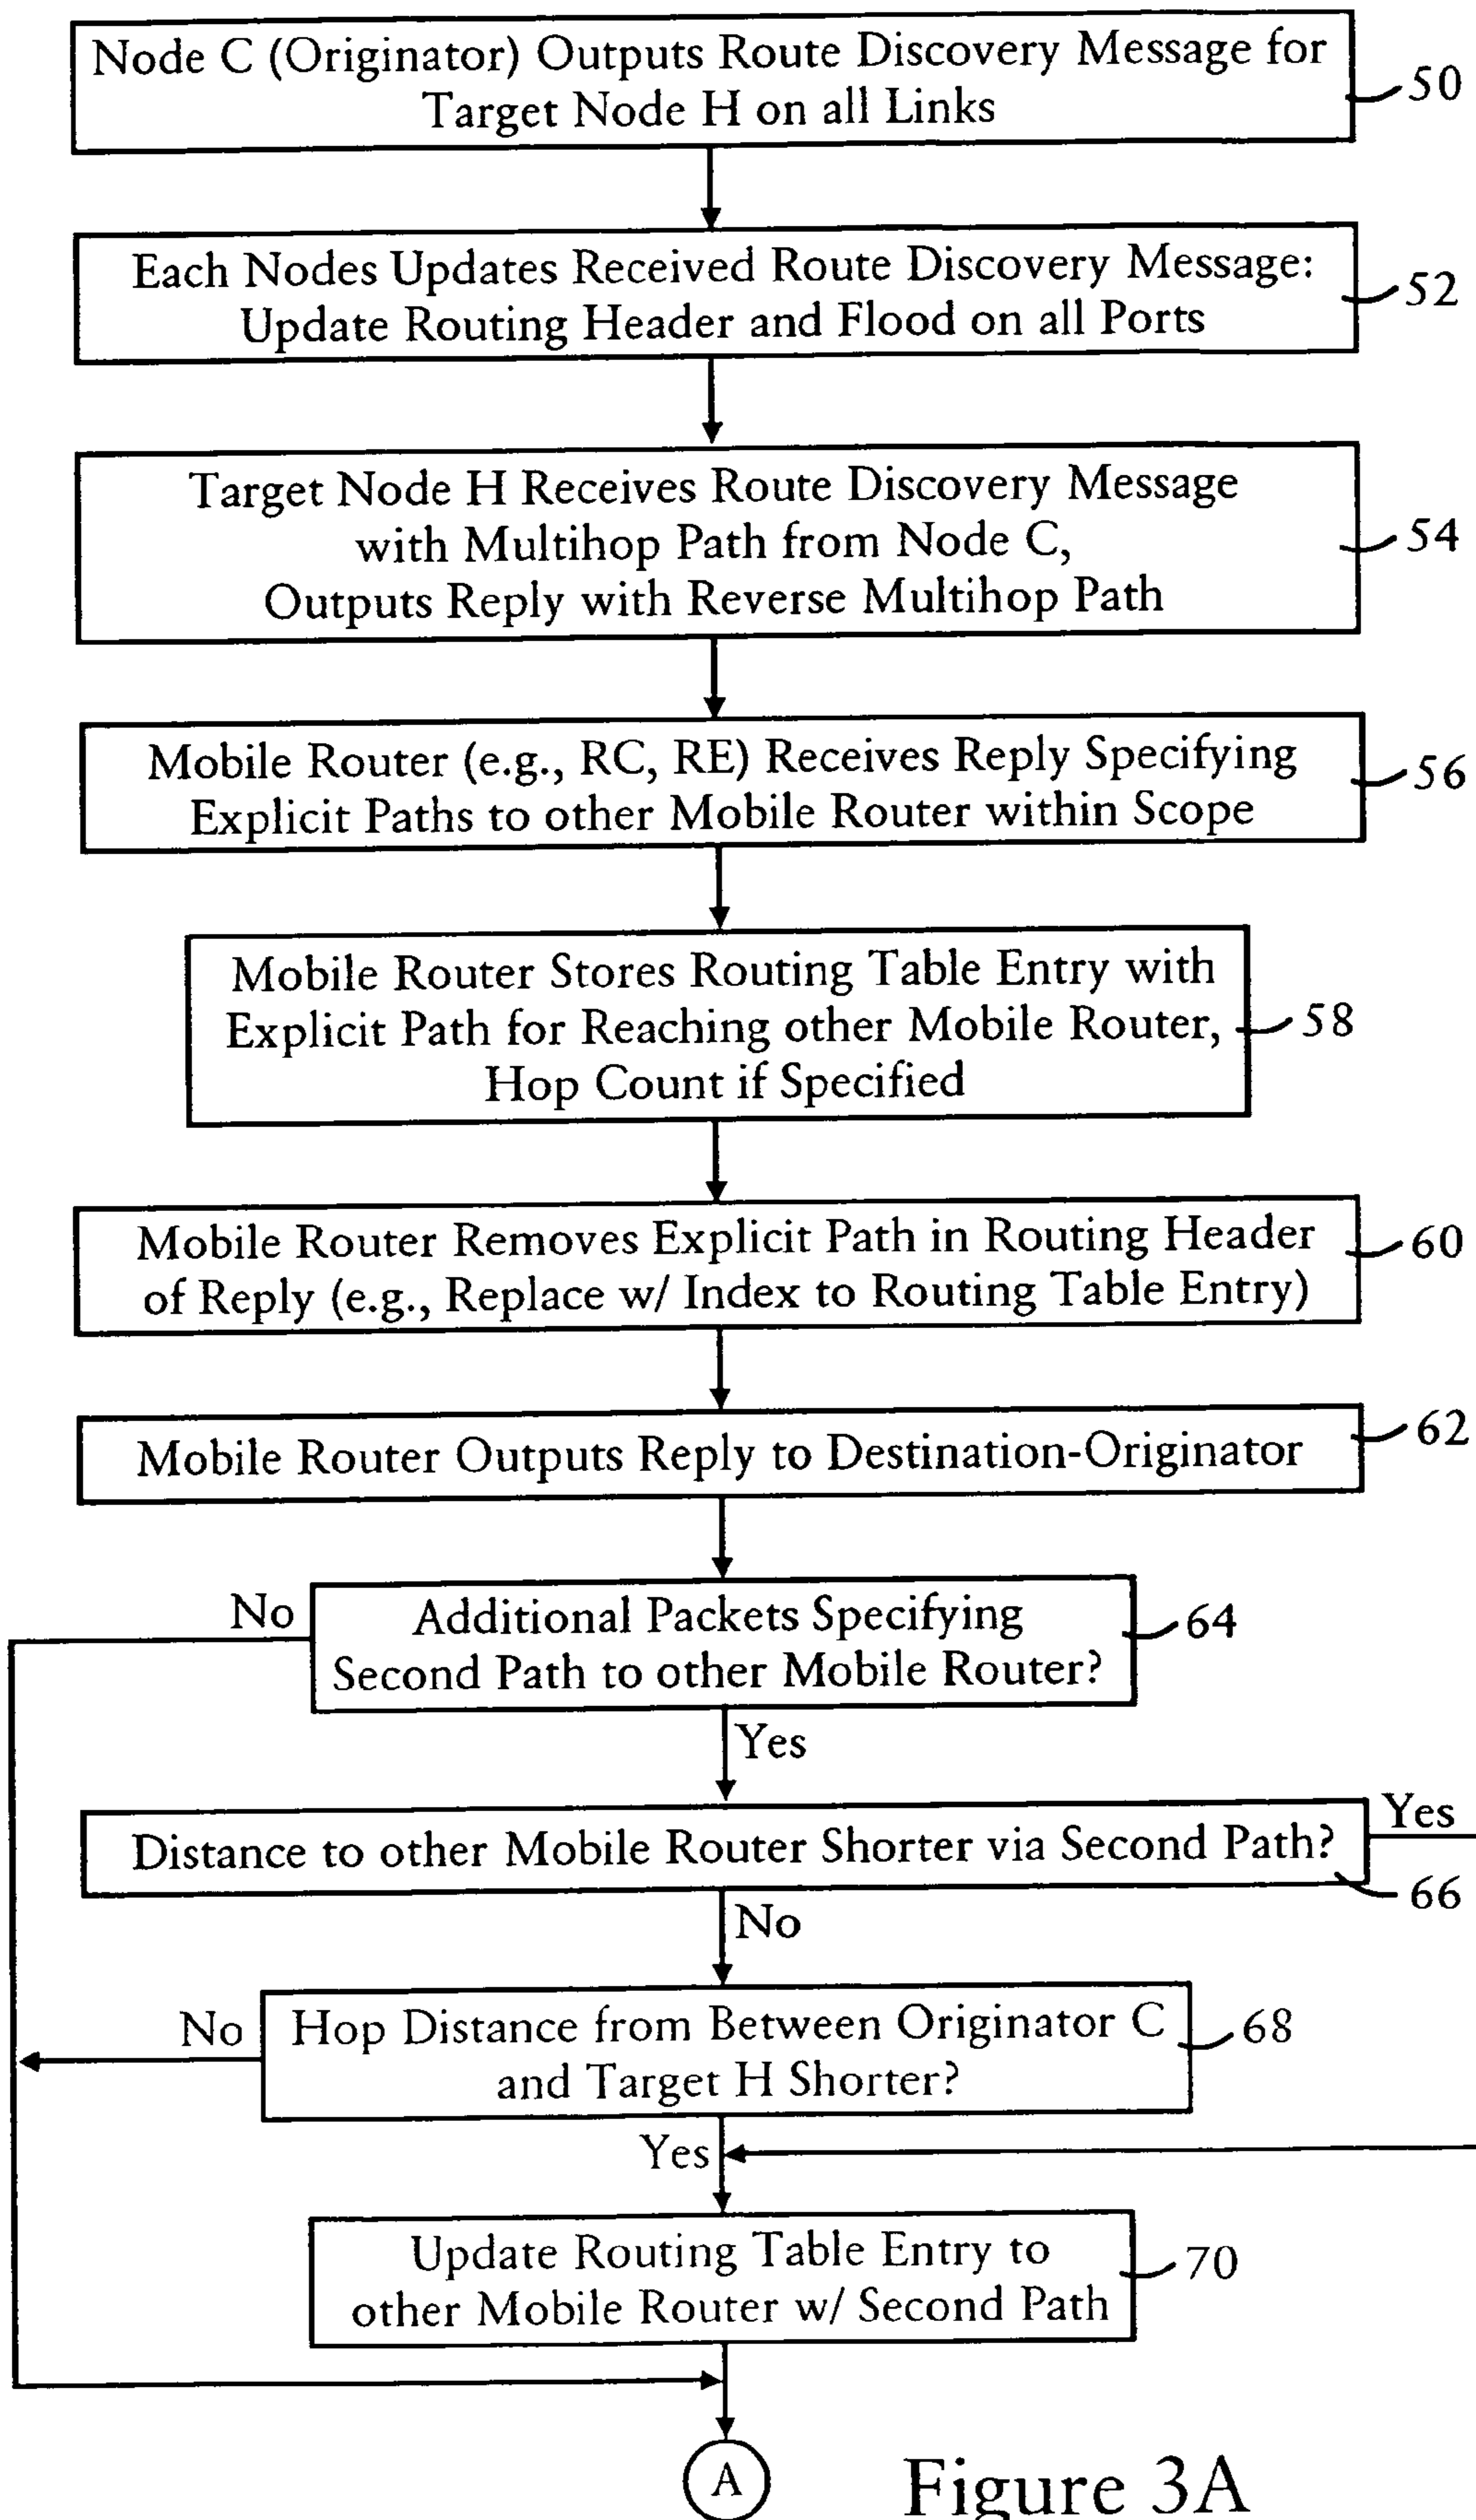 Node C (Originator) Outputs Route Discovery Message for
Target Node H on all Links
50
Each Nodes Updates Received Route Discovery Message:
Update Routing Header and Flood on all Ports
52
Target Node H Receives Route Discovery Message
with Multihop Path from Node C,
Outputs Reply with Reverse Multihop Path
54
Mobile Router (e.g., RC, RE) Receives Reply Specifying
Explicit Paths to other Mobile Router within Scope
56
Mobile Router Stores Routing Table Entry with
Explicit Path for Reaching other Mobile Router,
Hop Count if Specified
58
Mobile Router Removes Explicit Path in Routing Header
of Reply (e.g., Replace w/ Index to Routing Table Entry)
60
Mobile Router Outputs Reply to Destination-Originator
62
No
Additional Packets Specifying
Second Path to other Mobile Router?
64
Yes
Distance to other Mobile Router Shorter via Second Path?
Yes
66
No
No
Hop Distance from Between Originator C
and Target H Shorter?
68
Yes
Update Routing Table Entry to
other Mobile Router w/ Second Path
70
A
Figure 3A